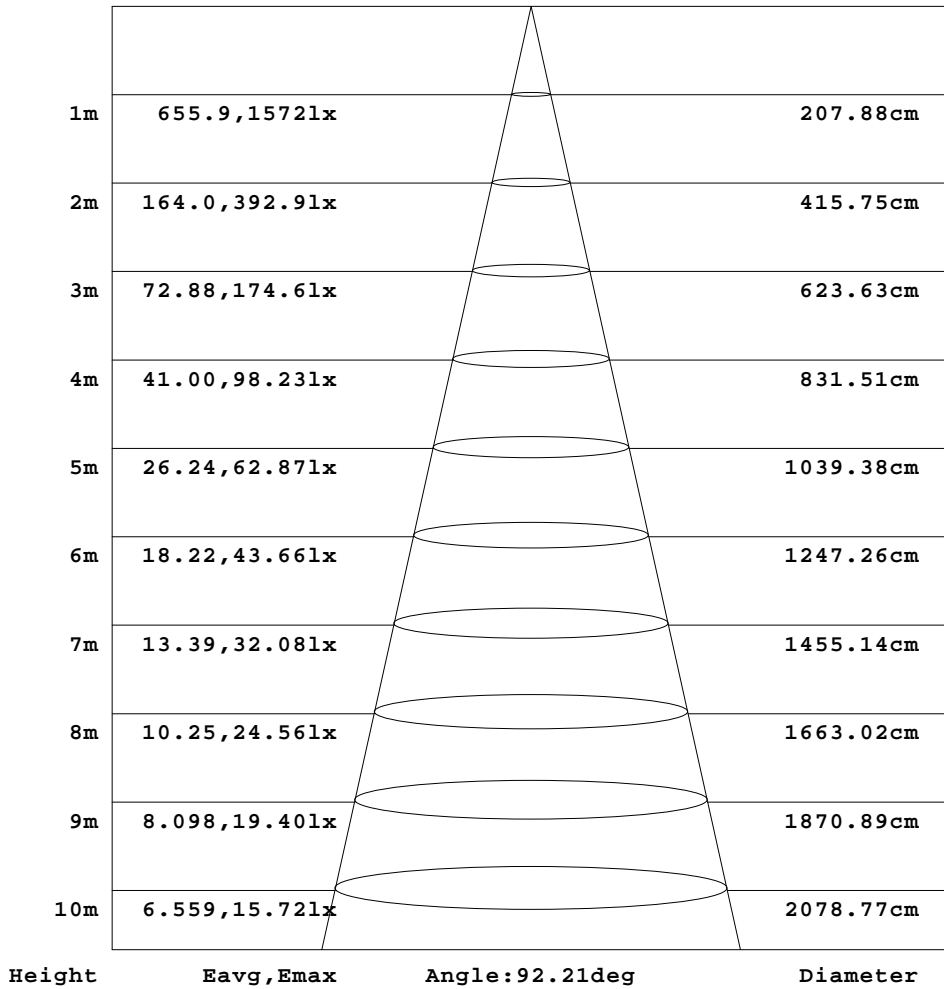 1m 655.9,1572lx 207.88cm
2m 164.0,392.9lx 415.75cm
3m 72.88,174.6lx 623.63cm
4m 41.00,98.23lx 831.51cm
5m 26.24,62.87lx 1039.38cm
6m 18.22,43.66lx 1247.26cm
7m 13.39,32.08lx 1455.14cm
8m 10.25,24.56lx 1663.02cm
9m 8.098,19.40lx 1870.89cm
10m 6.559,15.72lx 2078.77cm
Height Eavg,Emax Angle:92.21deg Diameter